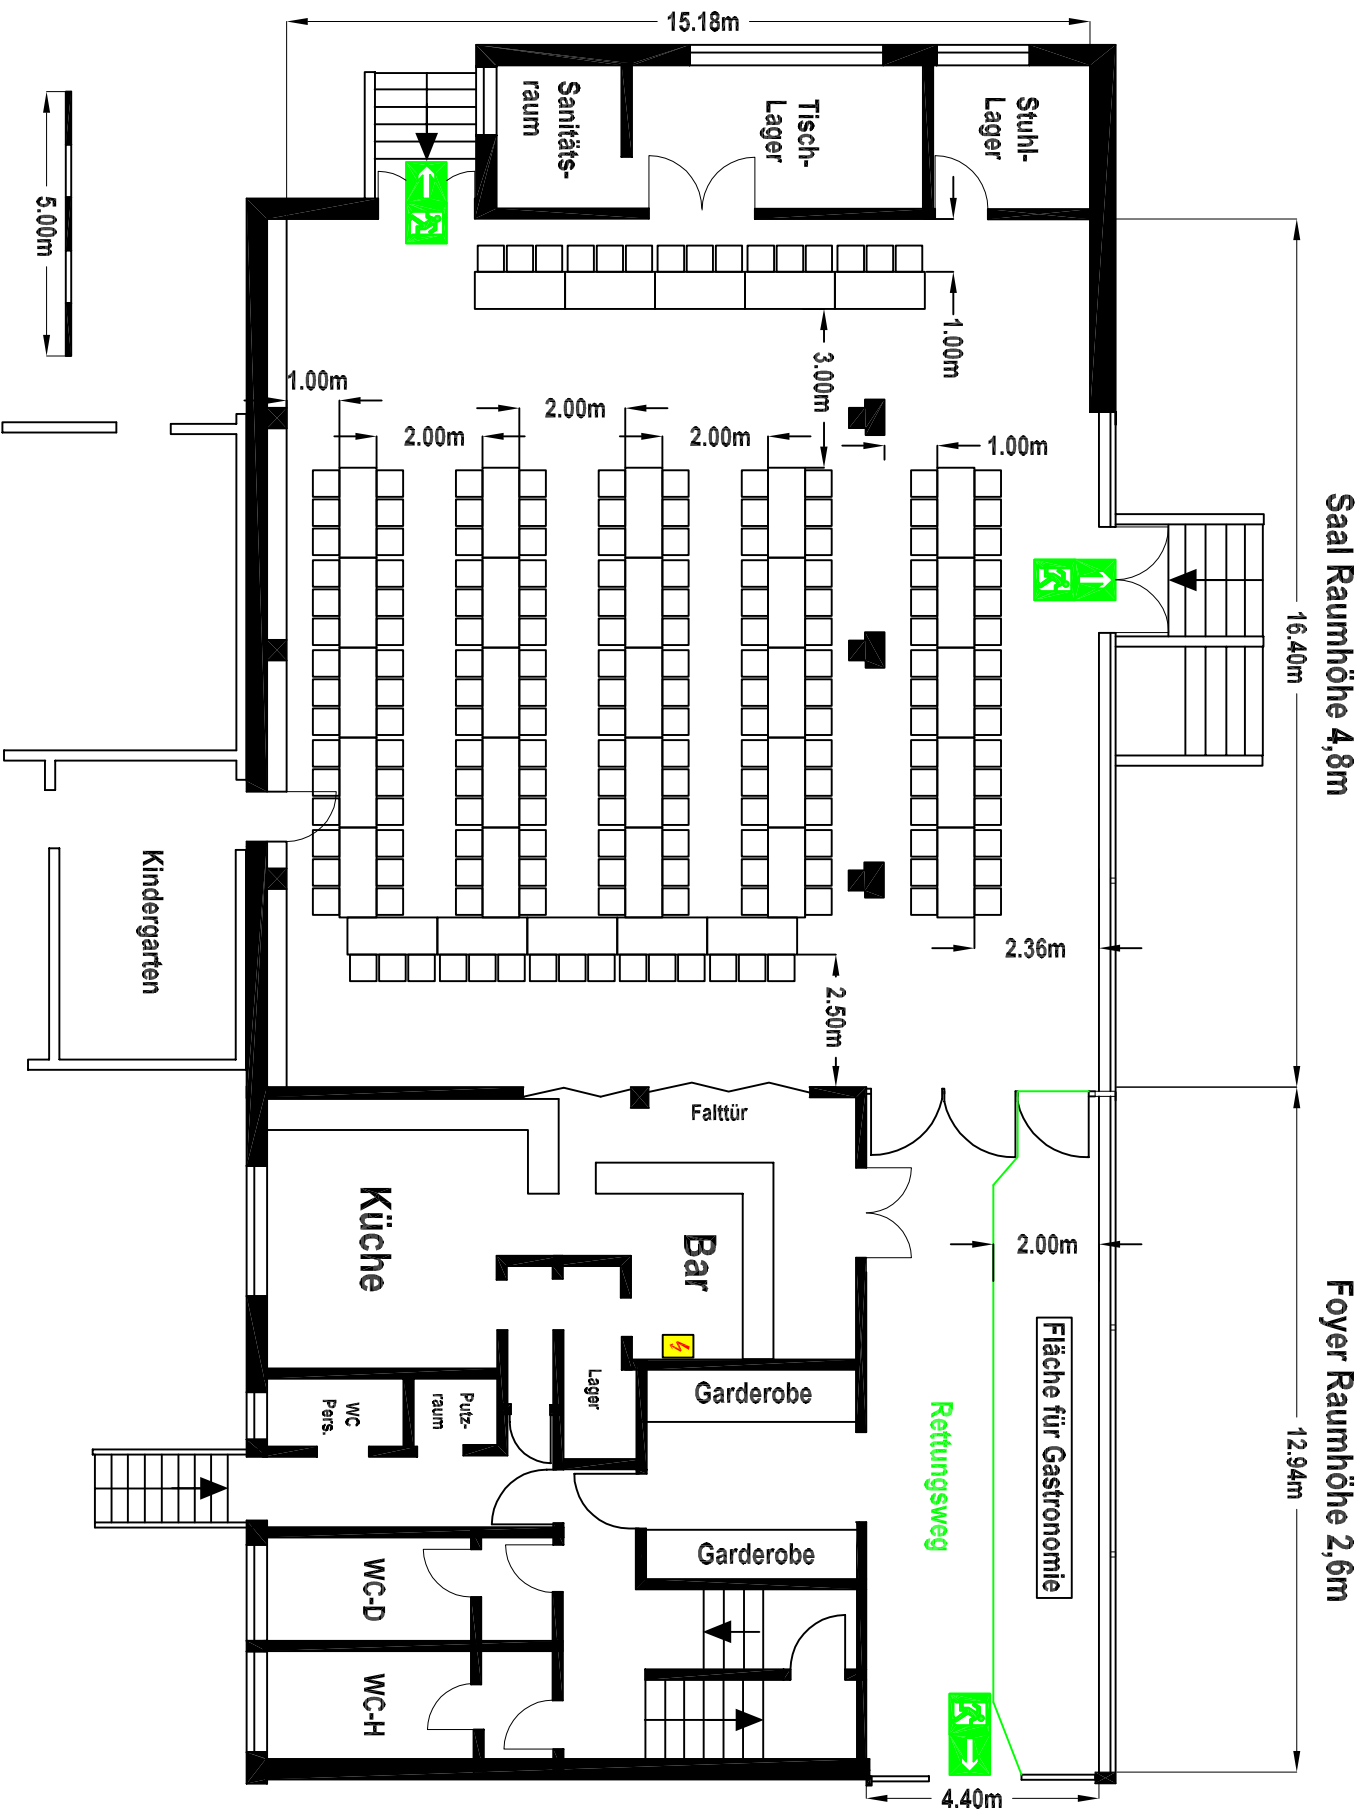 15.18m
Sanitäts-
raum
Tisch-
Lager
Stuhl-
Lager
5.00m
1.00m
3.00m
1.00m
2.00m
2.00m
2.00m
1.00m
Saal Raumhöhe 4,8m
16.40m
Kindergarten
2.36m
2.50m
Falttür
Küche
Bar
2.00m
Foyer Raumhöhe 2,6m
12.94m
Fläche für Gastronomie
Rettungsweg
Garderobe
Lager
Putz-
raum
WC
Pers.
Garderobe
WC-D
WC-H
4.40m